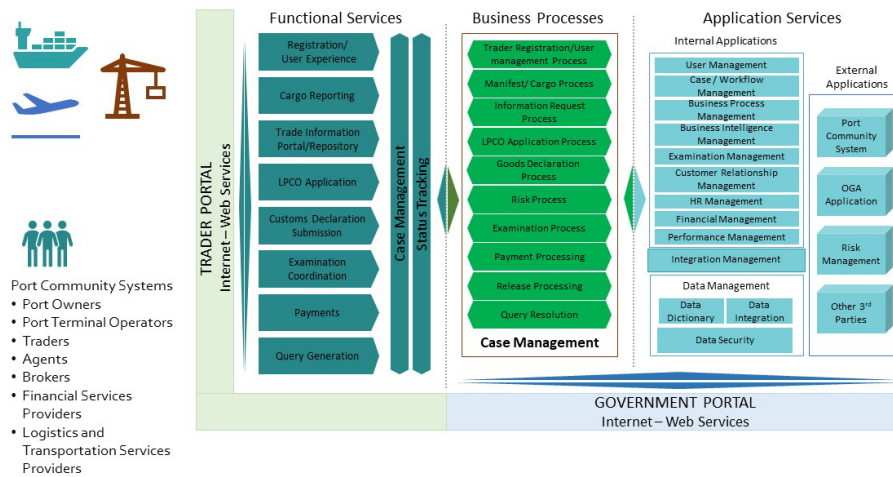 Functional Services
Business Processes
Application Services
Port Community Systems
• Port Owners
• Port Terminal Operators
• Traders
• Agents
• Brokers
• Financial Services
Providers
• Logistics and
Transportation Services
Providers
TRADER PORTAL
Internet – Web Services
Registration/
User Experience
Cargo Reporting
Trade Information
Portal/Repository
LPCO Application
Customs Declaration
Submission
Examination
Coordination
Payments
Query Generation
Case Management
Status Tracking
Trader Registration/User
management Process
Manifest/ Cargo Process
Information Request
Process
LPCO Application Process
Goods Declaration
Process
Risk Process
Examination Process
Payment Processing
Release Processing
Query Resolution
Case Management
Internal Applications
User Management
Case / Workflow
Management
Business Process
Management
Business Intelligence
Management
Examination Management
Customer Relationship
Management
HR Management
Financial Management
Performance Management
Integration Management
Data Management
Data
Dictionary
Data
Integration
Data Security
External
Applications
Port
Community
System
OGA
Application
Risk
Management
Other 3rd
Parties
GOVERNMENT PORTAL
Internet – Web Services